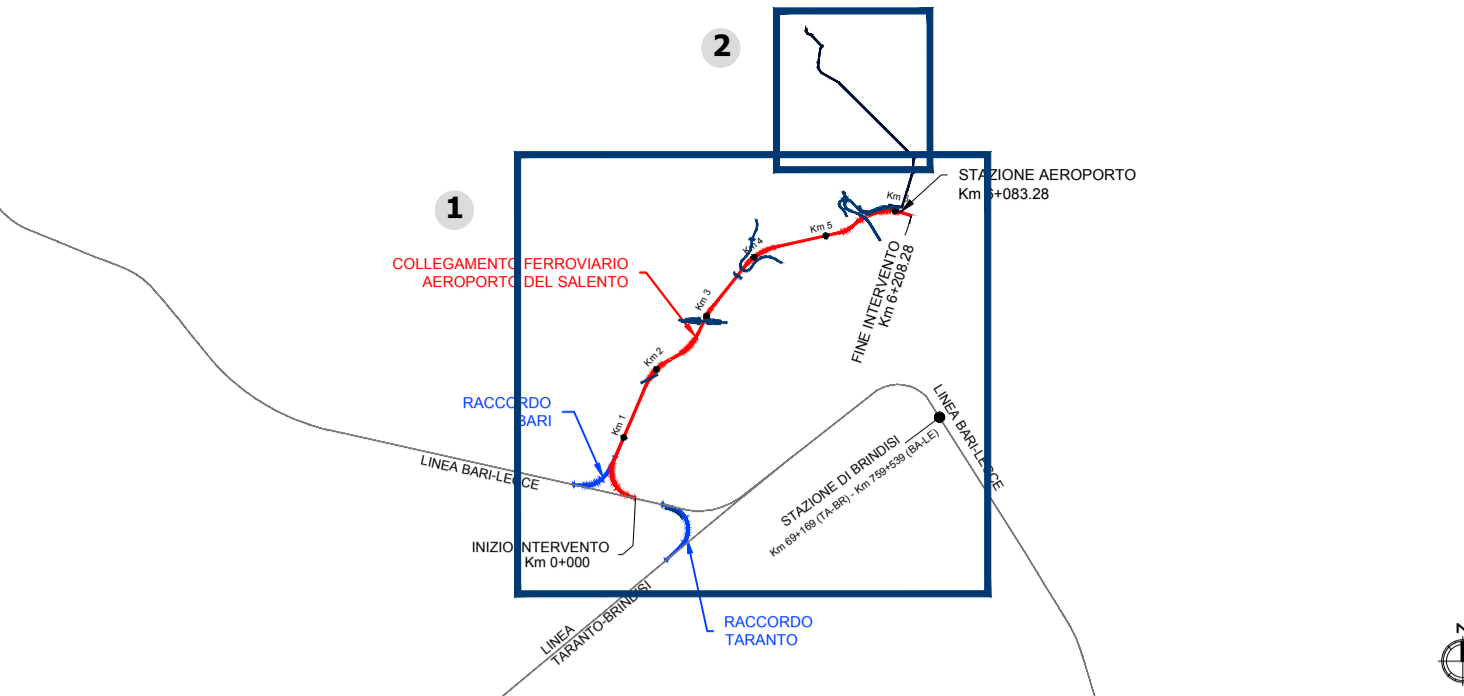 2
STAZIONE AEROPORTO
Km 6+083.28
1
Km 5
Km 4
COLLEGAMENTO FERROVIARIO
AEROPORTO DEL SALENTO
FINE INTERVENTO
Km 6+208.28
Km 3
Km 2
RACCORDO
BARI
Km 1
LINEA BARI-LECCE
LINEA BARI-LECCE
STAZIONE DI BRINDISI
Km 69+169 (TA-BR) - Km 759+539 (BA-LE)
INIZIO INTERVENTO
Km 0+000
LINEA
TARANTO-BRINDISI
RACCORDO
TARANTO